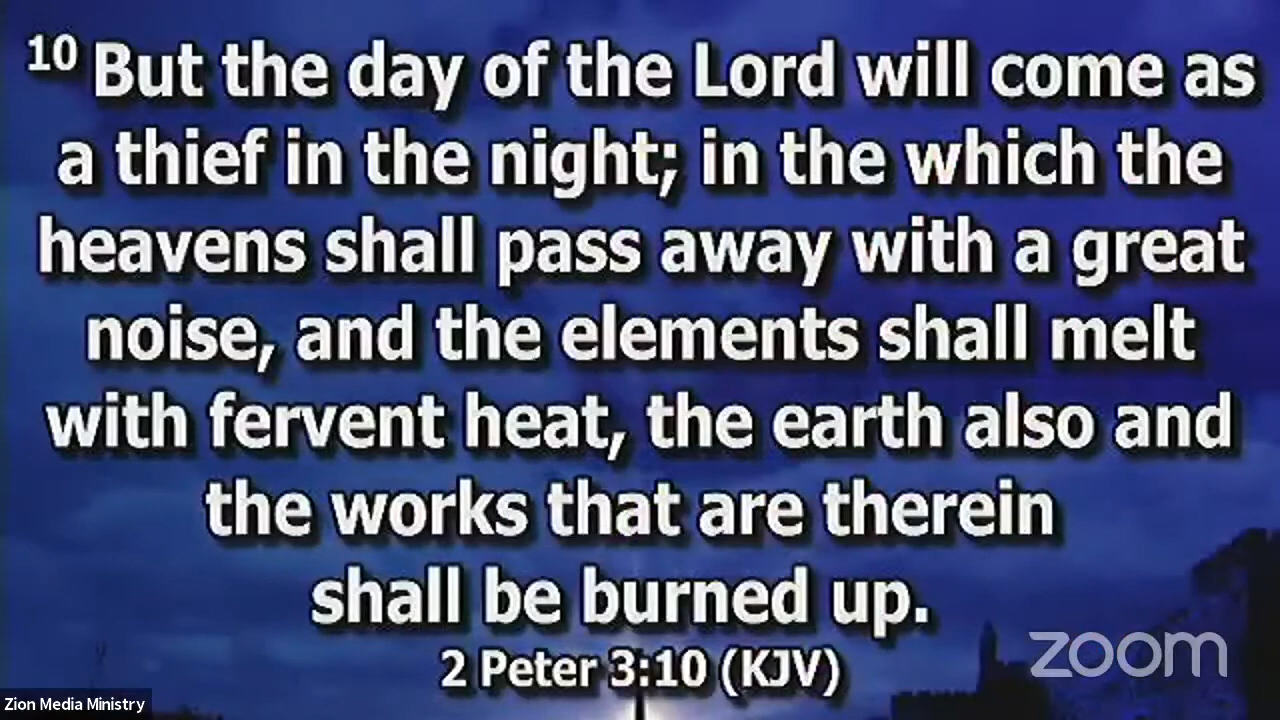 10 But the day of the Lord will come as
a thief in the night; in the which the
heavens shall pass away with a great
noise, and the elements shall melt
with fervent heat, the earth also and
the works that are therein
shall be burned up.
2 Peter 3:10 (KJV)
zoom
Zion Media Ministry